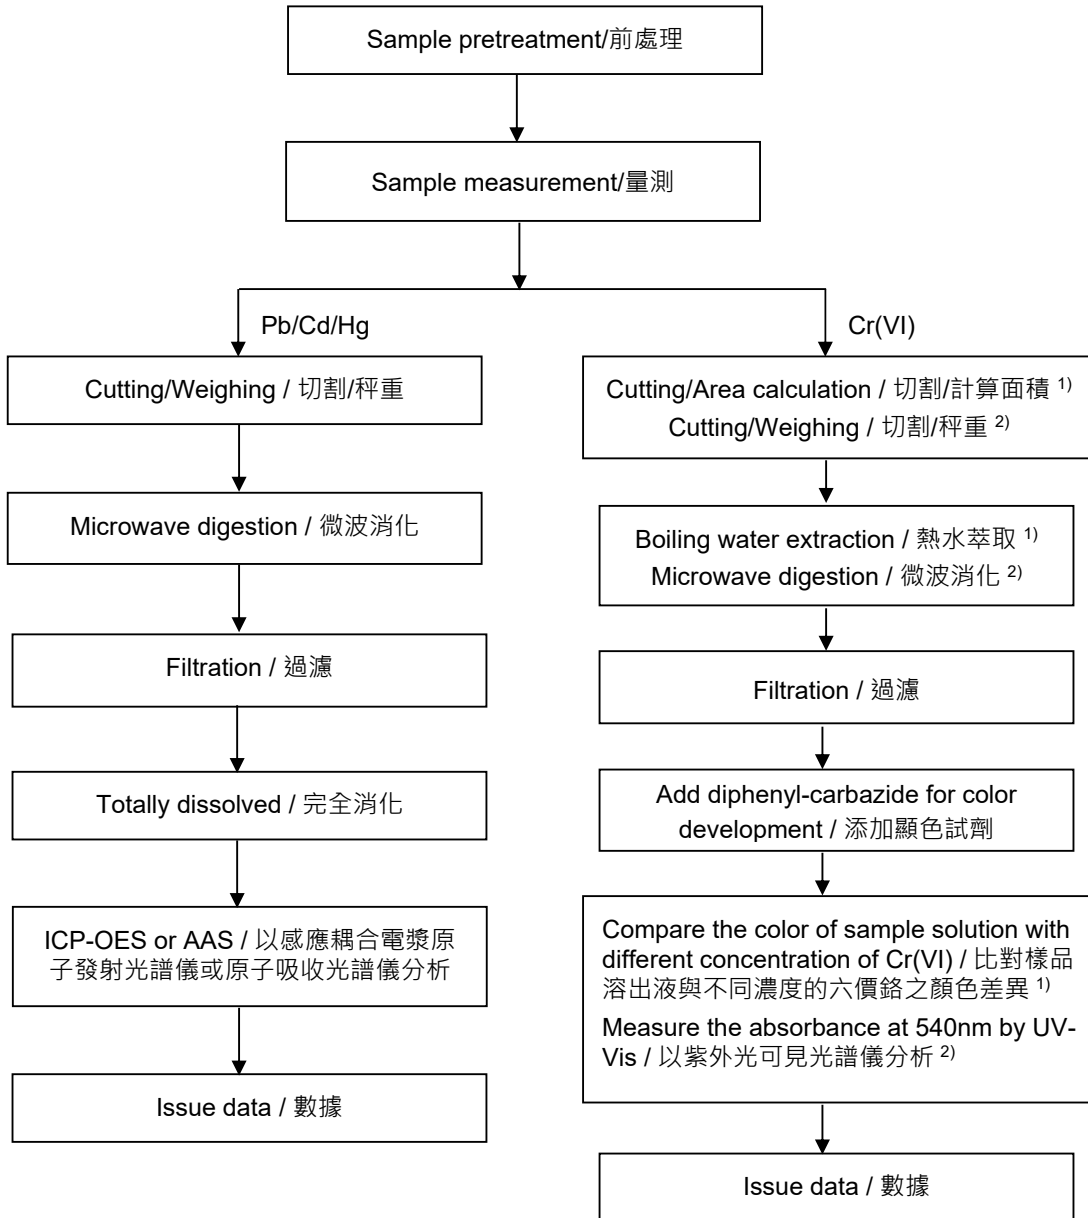 Sample pretreatment/前處理
Sample measurement/量測
Pb/Cd/Hg
Cutting/Weighing / 切割/秤重
Microwave digestion / 微波消化
Filtration / 過濾
Totally dissolved / 完全消化
ICP-OES or AAS / 以感應耦合電漿原
子發射光譜儀或原子吸收光譜儀分析
Issue data / 數據
Cr(VI)
Cutting/Area calculation / 切割/計算面積 1)
Cutting/Weighing / 切割/秤重 2)
Boiling water extraction / 熱水萃取 1)
Microwave digestion / 微波消化 2)
Filtration / 過濾
Add diphenyl-carbazide for color
development / 添加顯色試劑
Compare the color of sample solution with
different concentration of Cr(VI) / 比對樣品
溶出液與不同濃度的六價鉻之顏色差異 1)
Measure the absorbance at 540nm by UV-
Vis / 以紫外光可見光譜儀分析 2)
Issue data / 數據